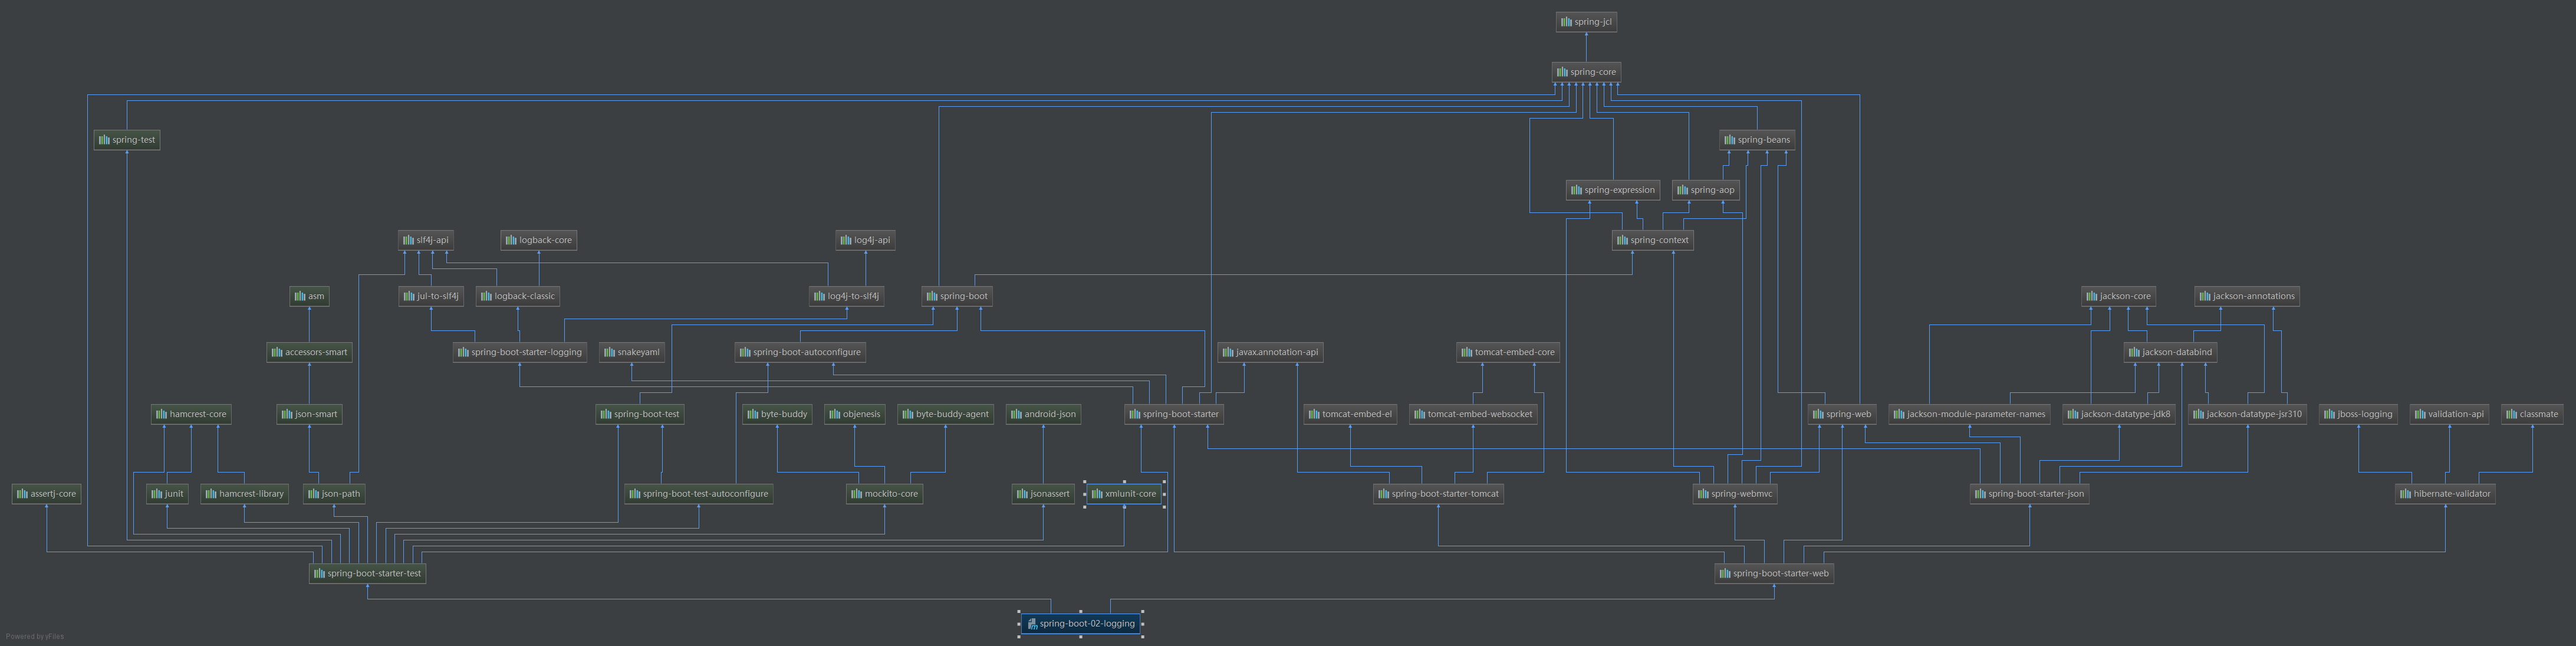 spring-jcl
spring-core
spring-test
spring-beans
spring-expression
spring-aop
slf4j-api
logback-core
log4j-api
spring-context
asm
jul-to-slf4j
logback-classic
log4j-to-slf4j
spring-boot
jackson-core
jackson-annotations
accessors-smart
spring-boot-starter-logging
snakeyaml
spring-boot-autoconfigure
javax.annotation-api
tomcat-embed-core
jackson-databind
hamcrest-core
json-smart
spring-boot-test
byte-buddy
objenesis
byte-buddy-agent
android-json
spring-boot-starter
tomcat-embed-el
tomcat-embed-websocket
spring-web
jackson-module-parameter-names
jackson-datatype-jdk8
jackson-datatype-jsr310
jboss-logging
validation-api
classmate
assertj-core
junit
hamcrest-library
json-path
spring-boot-test-autoconfigure
mockito-core
jsonassert
xmlunit-core
spring-boot-starter-tomcat
spring-webmvc
spring-boot-starter-json
hibernate-validator
spring-boot-starter-test
spring-boot-starter-web
spring-boot-02-logging
Powered by yFiles